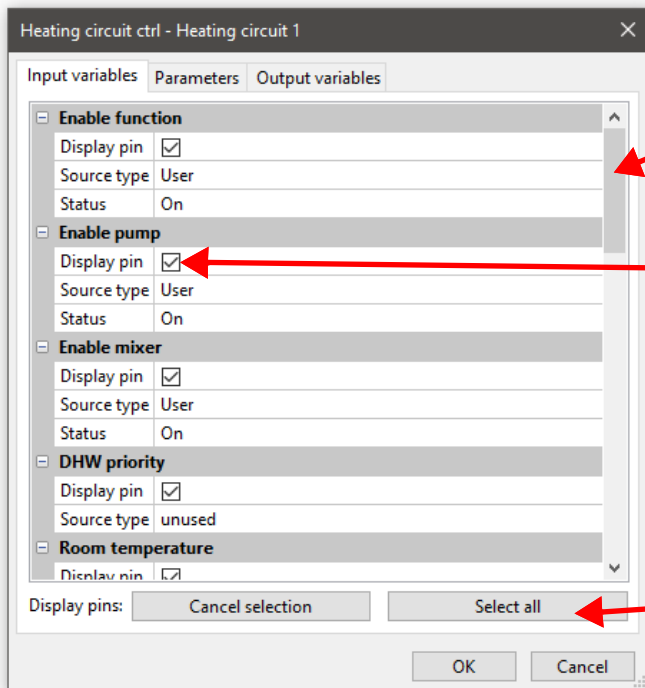 Heating circuit ctrl - Heating circuit 1
Input variables Parameters Output variables
Enable function
Display pin
Source type User
Status On
Enable pump
Display pin
Source type User
Status On
Enable mixer
Display pin
Source type User
Status On
DHW priority
Display pin
Source type unused
Room temperature
Display pin
Display pins: Cancel selection Select all
OK Cancel